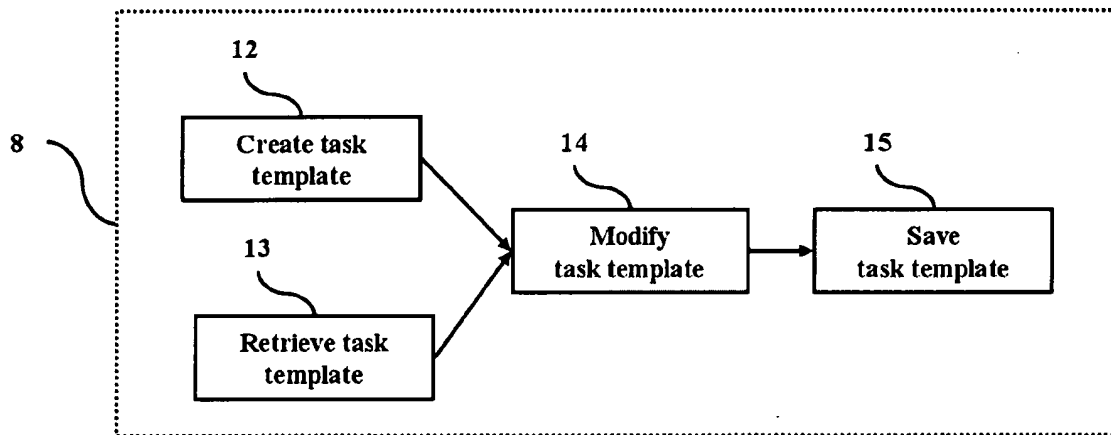 12
Create task
template
8
14
Modify
task template
15
Save
task template
13
Retrieve task
template